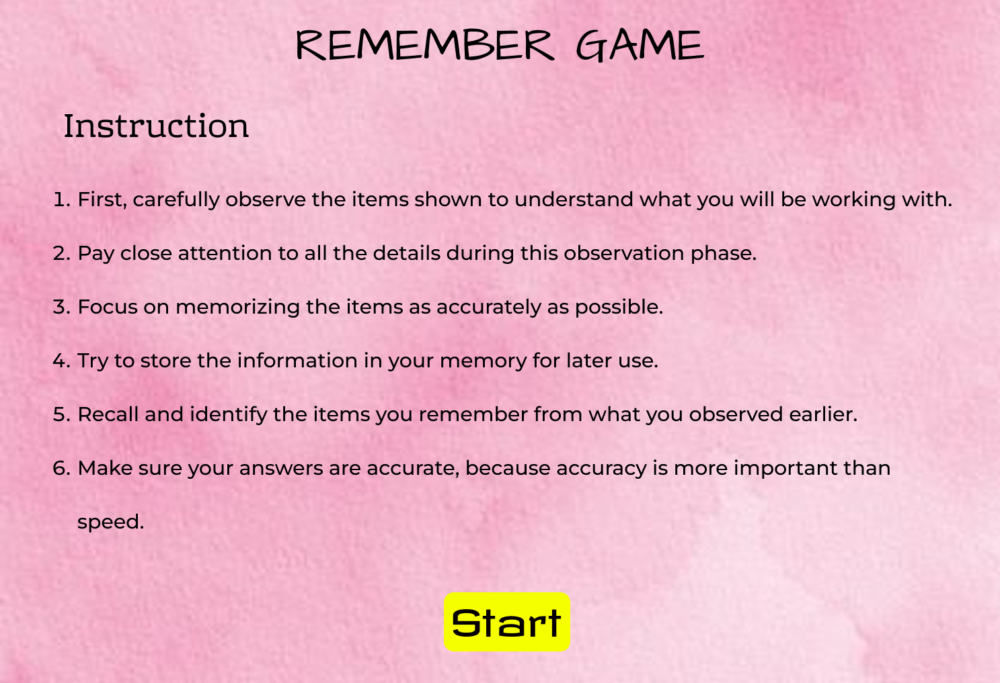 REMEMBER GAME
Instruction
1. First, carefully observe the items shown to understand what you will be working with.
2. Pay close attention to all the details during this observation phase.
3. Focus on memorizing the items as accurately as possible.
4. Try to store the information in your memory for later use.
5. Recall and identify the items you remember from what you observed earlier.
6. Make sure your answers are accurate, because accuracy is more important than
speed.
Start